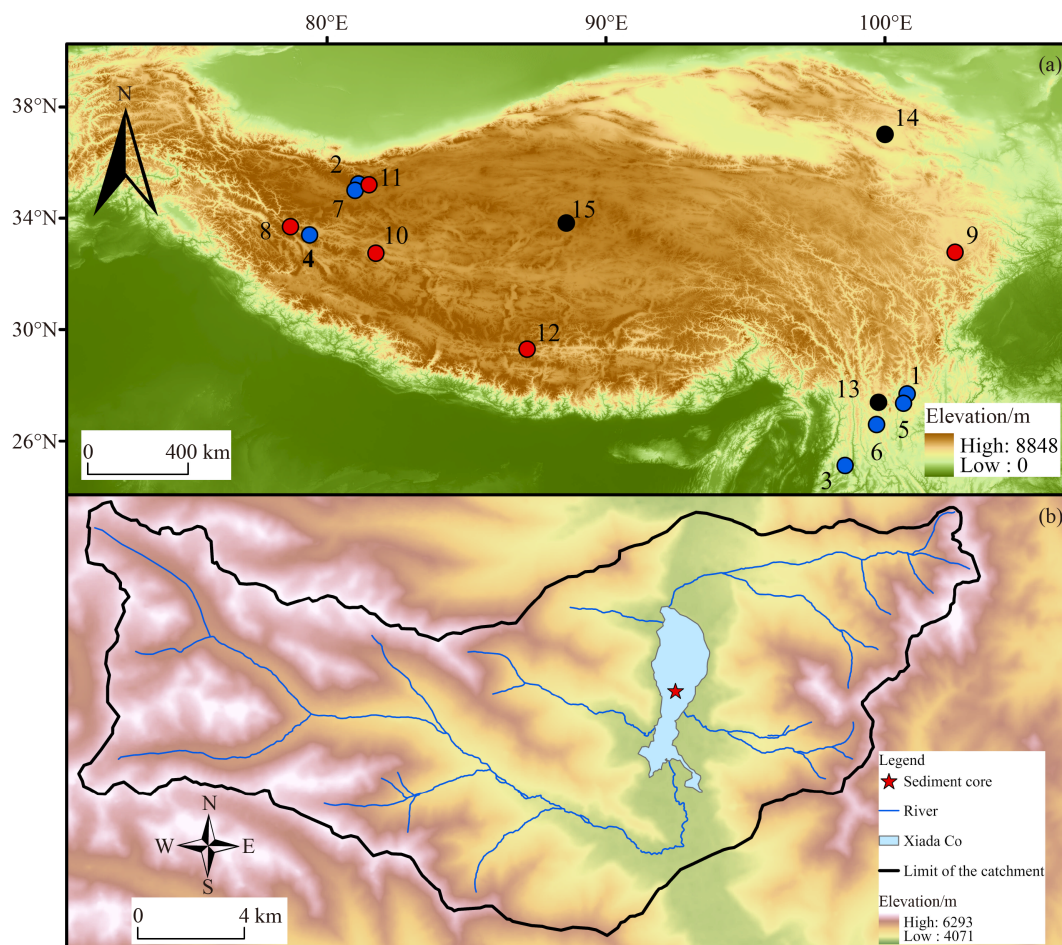 80°E 90°E 100°E
(a)
N
38°N
14
2
11
7
34°N
15
8
10
9
4
12
30°N
13
1
5
Elevation/m
High: 8848
Low : 0
26°N
6
3
0 400 km
(b)
Legend
Sediment core
River
Xiada Co
Limit of the catchment
Elevation/m
High: 6293
Low : 4071
N
W E
S
0 4 km